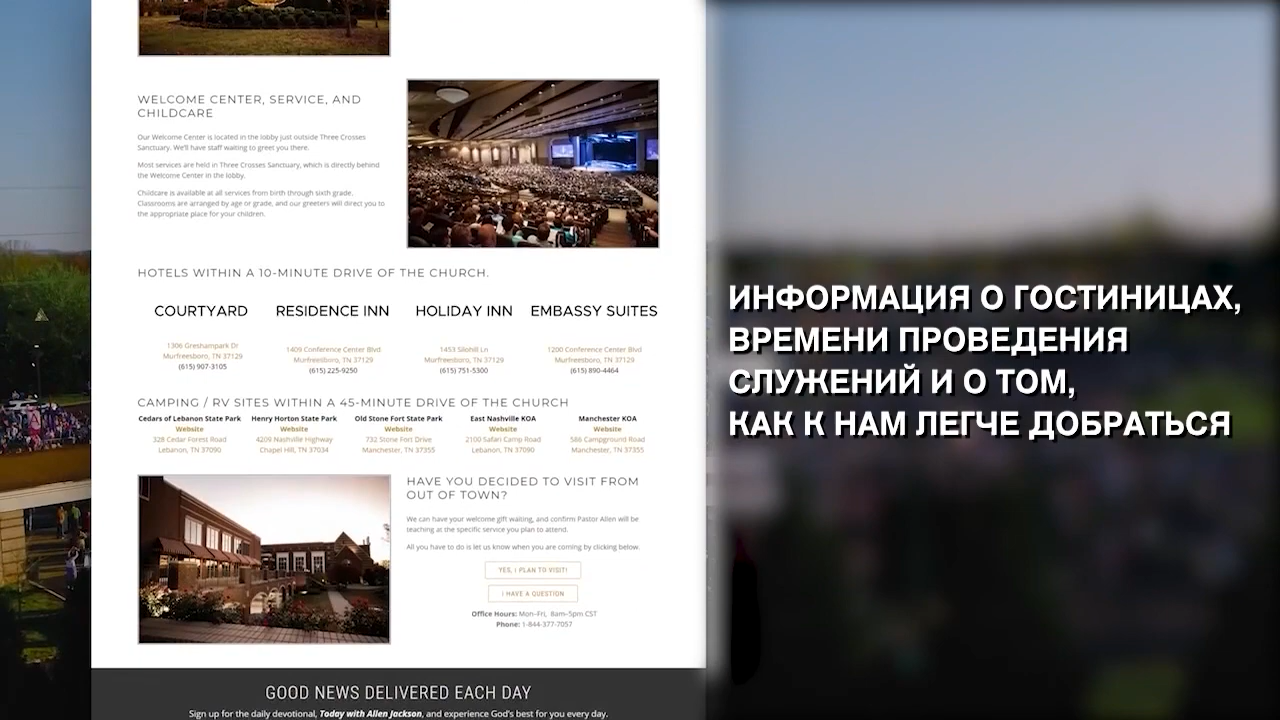 WELCOME CENTER, SERVICE, AND
CHILDCARE
Our Welcome Center is located in the lobby just outside Three Crosses
Sanctuary. We'll have staff waiting to greet you there.
Most services are held in Three Crosses Sanctuary, which is directly behind
the Welcome Center in the lobby.
Childcare is available at all services from birth through sixth grade.
Classrooms are arranged by age or grade, and our greeters will direct you to
the appropriate place for your children.
HOTELS WITHIN A 10-MINUTE DRIVE OF THE CHURCH.
COURTYARD
1306 Greshampark Dr
Murfreesboro, TN 37129
(615) 907-3105
RESIDENCE INN
1409 Conference Center Blvd
Murfreesboro, TN 37129
(615) 225-9250
HOLIDAY INN
1453 Silohill Ln
Murfreesboro, TN 37129
(615) 751-5300
EMBASSY SUITES
1200 Conference Center Blvd
Murfreesboro, TN 37129
(615) 890-4464
CAMPING / RV SITES WITHIN A 45-MINUTE DRIVE OF THE CHURCH
Cedars of Lebanon State Park
Website
328 Cedar Forest Road
Lebanon, TN 37090
Henry Horton State Park
Website
4209 Nashville Highway
Chapel Hill, TN 37034
Old Stone Fort State Park
Website
732 Stone Fort Drive
Manchester, TN 37355
East Nashville KOA
Website
2100 Safari Camp Road
Lebanon, TN 37090
Manchester KOA
Website
586 Campground Road
Manchester, TN 37355
HAVE YOU DECIDED TO VISIT FROM
OUT OF TOWN?
We can have your welcome gift waiting, and confirm Pastor Allen will be
teaching at the specific service you plan to attend.
All you have to do is let us know when you are coming by clicking below.
YES, I PLAN TO VISIT!
I HAVE A QUESTION
Office Hours: Mon–Fri, 8am–5pm CST
Phone: 1-844-377-7057
GOOD NEWS DELIVERED EACH DAY
Sign up for the daily devotional, Today with Allen Jackson, and experience God's best for you every day.
ИНФОРМАЦИЯ О ГОСТИНИЦАХ,
ВРЕМЕНИ ПРОВЕДЕНИЯ
СЛУЖЕНИЙ И О ТОМ,
КАК К НАМ ЛЕГЧЕ ДОБРАТЬСЯ